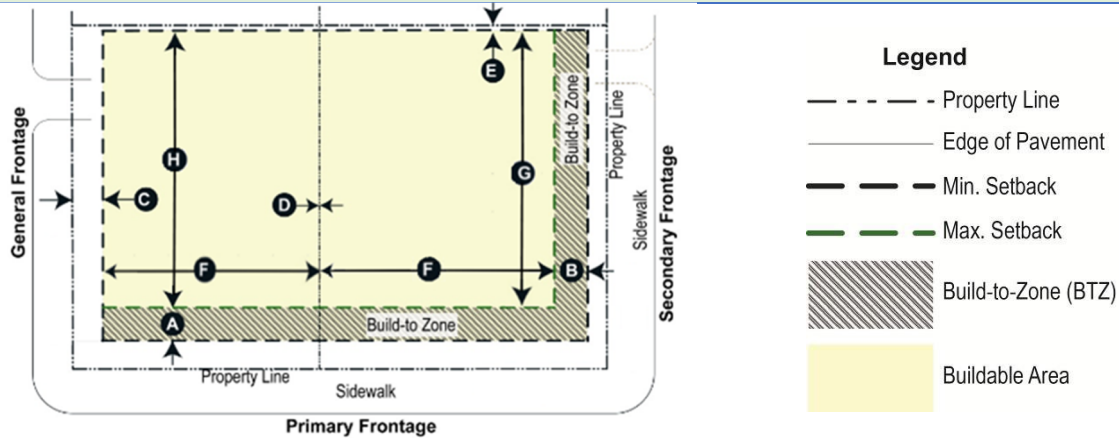 E
Build-to Zone
Property Line
General Frontage
H
G
C
D
Sidewalk
Secondary Frontage
F
F
B
A
Build-to Zone
Property Line
Sidewalk
Primary Frontage
Legend
Property Line
Edge of Pavement
Min. Setback
Max. Setback
Build-to-Zone (BTZ)
Buildable Area